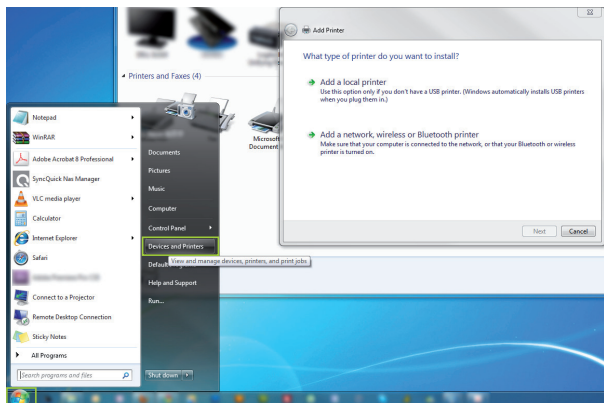 Add Printer
What type of printer do you want to install?
Add a local printer
Use this option only if you don't have a USB printer. (Windows automatically installs USB printers
when you plug them in.)
Add a network, wireless or Bluetooth printer
Make sure that your computer is connected to the network, or that your Bluetooth or wireless
printer is turned on.
Next
Cancel
Printers and Faxes (4)
Microsoft
Document
Notepad
WinRAR
Adobe Acrobat 8 Professional
SyncQuick Nas Manager
VLC media player
Calculator
Internet Explorer
Safari
Connect to a Projector
Remote Desktop Connection
Sticky Notes
All Programs
Search programs and files
Documents
Pictures
Music
Computer
Control Panel
Devices and Printers
View and manage devices, printers, and print jobs
Default
Help and Support
Run...
Shut down